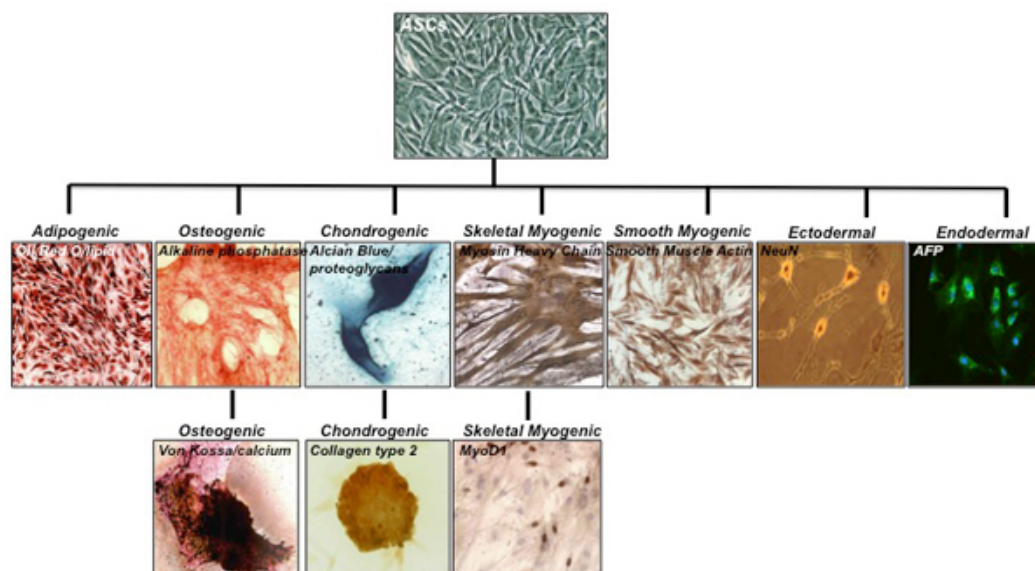 ASCs
Adipogenic
Osteogenic
Chondrogenic
Skeletal Myogenic
Smooth Myogenic
Ectodermal
Endodermal
Oil Red O/lipid
Alkaline phosphatase
Alcian Blue/
proteoglycans
Myosin Heavy Chain
Smooth Muscle Actin
NeuN
AFP
Osteogenic
Chondrogenic
Skeletal Myogenic
Von Kossa/calcium
Collagen type 2
MyoD1